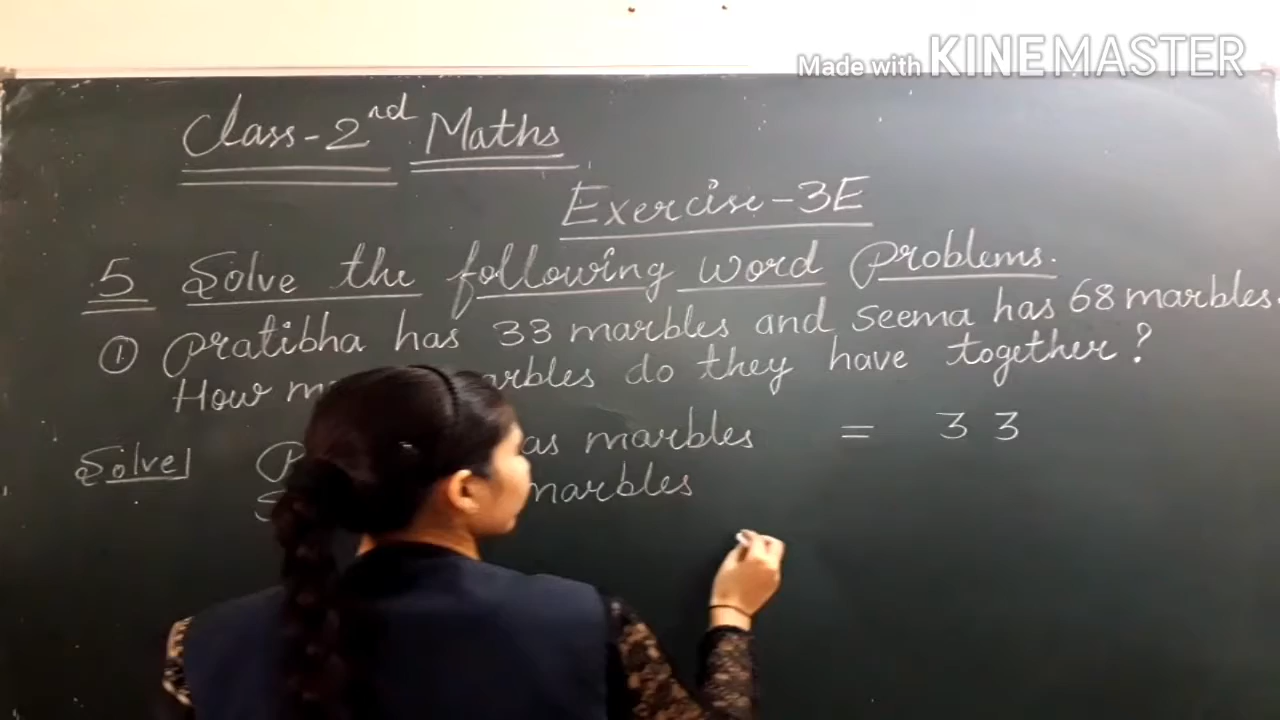 Made with KINEMASTER
Class-2nd Maths
Exercise-3E
5 Solve the following word Problems.
① Pratibha has 33 marbles and Seema has 68 marbles.
How marbles do they have together?
Solve has marbles = 33
marbles